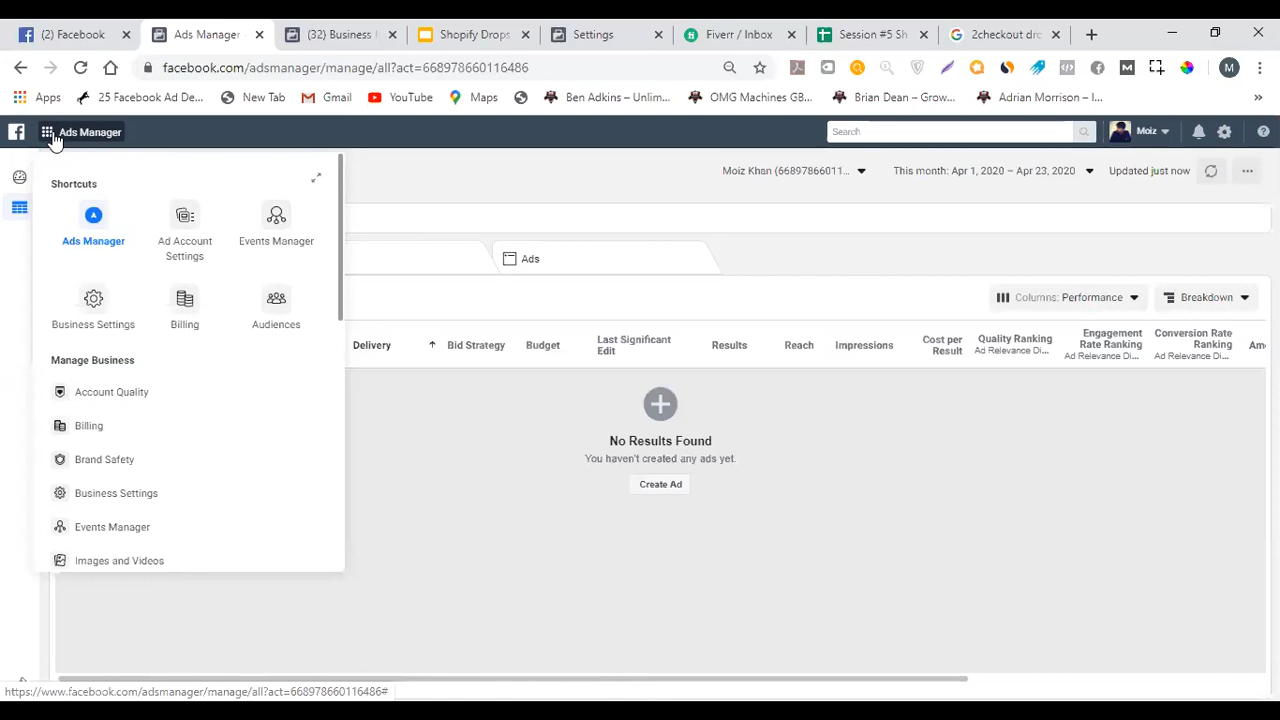 (2) Facebook
Ads Manager
(32) Business
Shopify Drops
Settings
Fiverr / Inbox
Session #5 Sh
2checkout dro
facebook.com/adsmanager/manage/all?act=668978660116486
M
M
Apps
25 Facebook Ad De...
New Tab
Gmail
YouTube
Maps
Ben Adkins – Unlim...
OMG Machines GB...
Brian Dean – Grow...
Adrian Morrison – I...
»
Ads Manager
Search
Moiz
Shortcuts
Moiz Khan (66897866011...
This month: Apr 1, 2020 – Apr 23, 2020
Updated just now
Ads Manager
Ad Account
Settings
Events Manager
Business Settings
Billing
Audiences
Ads
Columns: Performance
Breakdown
Delivery
Bid Strategy
Budget
Last Significant
Edit
Results
Reach
Impressions
Cost per
Result
Quality Ranking
Ad Relevance Di...
Engagement
Rate Ranking
Ad Relevance Di...
Conversion Rate
Ranking
Ad Relevance Di...
Amo
Manage Business
Account Quality
Billing
Brand Safety
Business Settings
Events Manager
Images and Videos
No Results Found
You haven't created any ads yet.
Create Ad
https://www.facebook.com/adsmanager/manage/all?act=668978660116486#